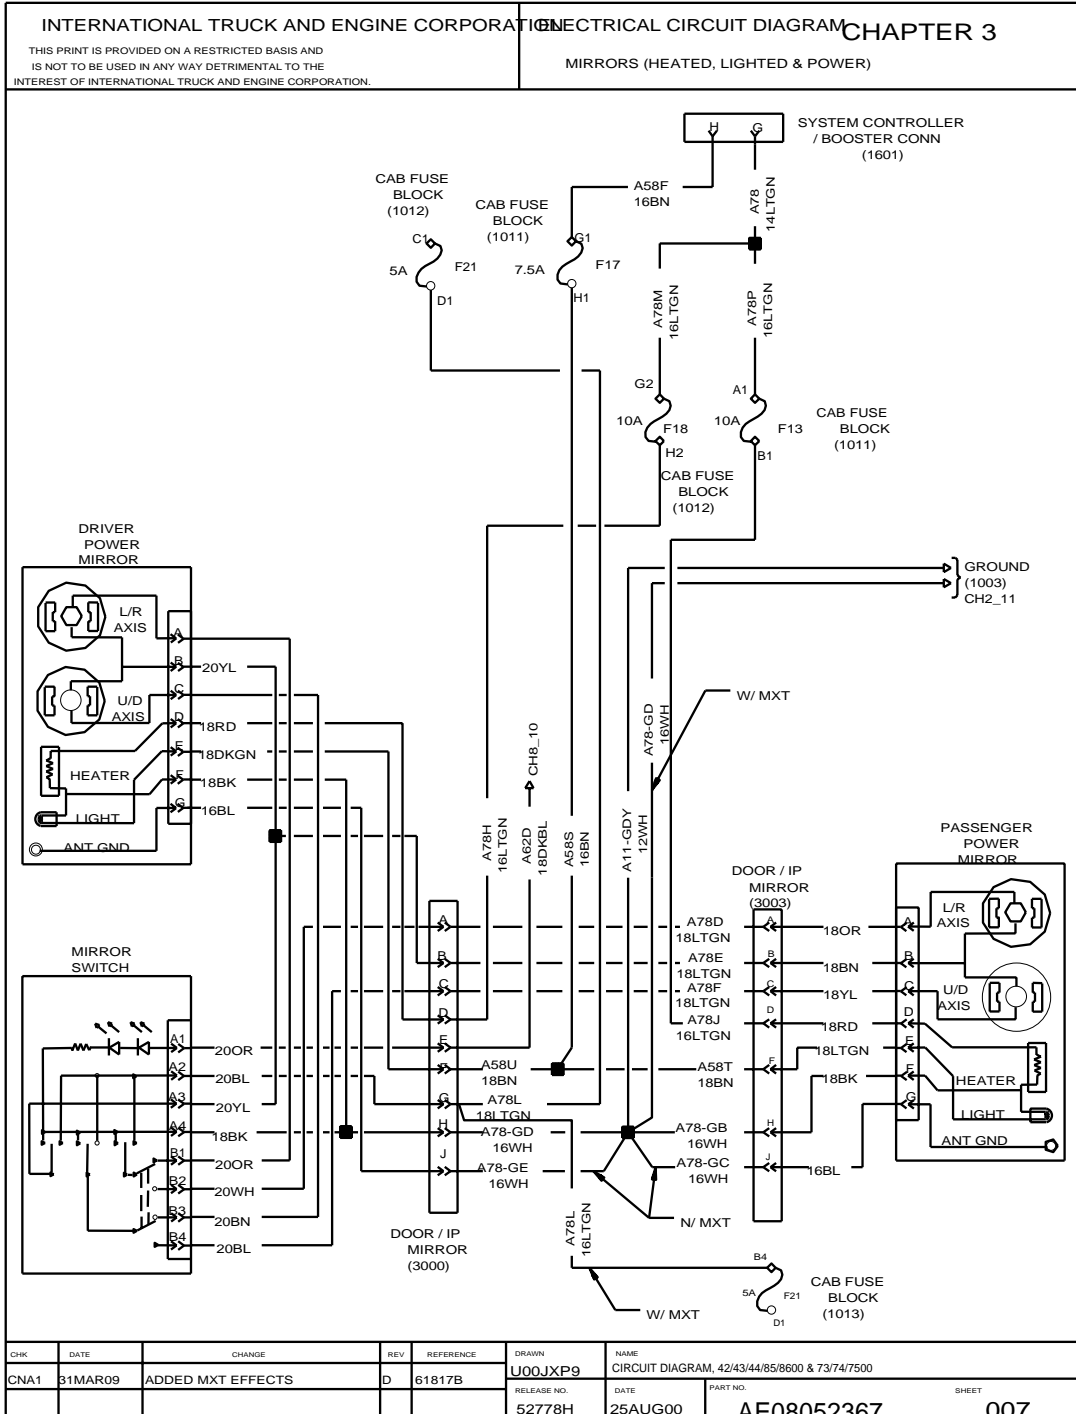 INTERNATIONAL TRUCK AND ENGINE CORPORATION
ELECTRICAL CIRCUIT DIAGRAM
CHAPTER 3
THIS PRINT IS PROVIDED ON A RESTRICTED BASIS AND
IS NOT TO BE USED IN ANY WAY DETRIMENTAL TO THE
INTEREST OF INTERNATIONAL TRUCK AND ENGINE CORPORATION.
MIRRORS (HEATED, LIGHTED & POWER)
H
G
SYSTEM CONTROLLER
/ BOOSTER CONN
(1601)
A58F
16BN
A78
14LTGN
CAB FUSE
BLOCK
(1012)
C1
5A
F21
D1
CAB FUSE
BLOCK
(1011)
G1
7.5A
F17
H1
A78M
16LTGN
A78P
16LTGN
G2
10A
F18
H2
CAB FUSE
BLOCK
(1012)
A1
10A
F13
B1
CAB FUSE
BLOCK
(1011)
GROUND
(1003)
CH2_11
DRIVER
POWER
MIRROR
L/R
AXIS
U/D
AXIS
HEATER
LIGHT
ANT GND
A
B
C
D
E
F
G
20YL
18RD
18DKGN
18BK
16BL
W/ MXT
A78-GD
16WH
CH8_10
A78H
16LTGN
A62D
18DKBL
A58S
16BN
A11-GDY
12WH
DOOR / IP
MIRROR
(3003)
PASSENGER
POWER
MIRROR
L/R
AXIS
U/D
AXIS
HEATER
LIGHT
ANT GND
A
B
C
D
E
F
G
18OR
18BN
18YL
18RD
18LTGN
18BK
16BL
A
B
C
D
F
H
J
A78D
18LTGN
A78E
18LTGN
A78F
18LTGN
A78J
16LTGN
A58T
18BN
A78-GB
16WH
A78-GC
16WH
A
B
C
D
E
F
G
H
J
A58U
18BN
A78L
18LTGN
A78-GD
16WH
A78-GE
16WH
DOOR / IP
MIRROR
(3000)
MIRROR
SWITCH
A1
A2
A3
A4
B1
B2
B3
B4
20OR
20BL
20YL
18BK
20OR
20WH
20BN
20BL
A78L
16LTGN
N/ MXT
W/ MXT
B4
5A
F21
D1
CAB FUSE
BLOCK
(1013)
CHK DATE CHANGE REV REFERENCE
CNA1 31MAR09 ADDED MXT EFFECTS D 61817B
DRAWN
U00JXP9
NAME
CIRCUIT DIAGRAM, 42/43/44/85/8600 & 73/74/7500
RELEASE NO.
52778H
DATE
25AUG00
PART NO.
AF08052367
SHEET
007